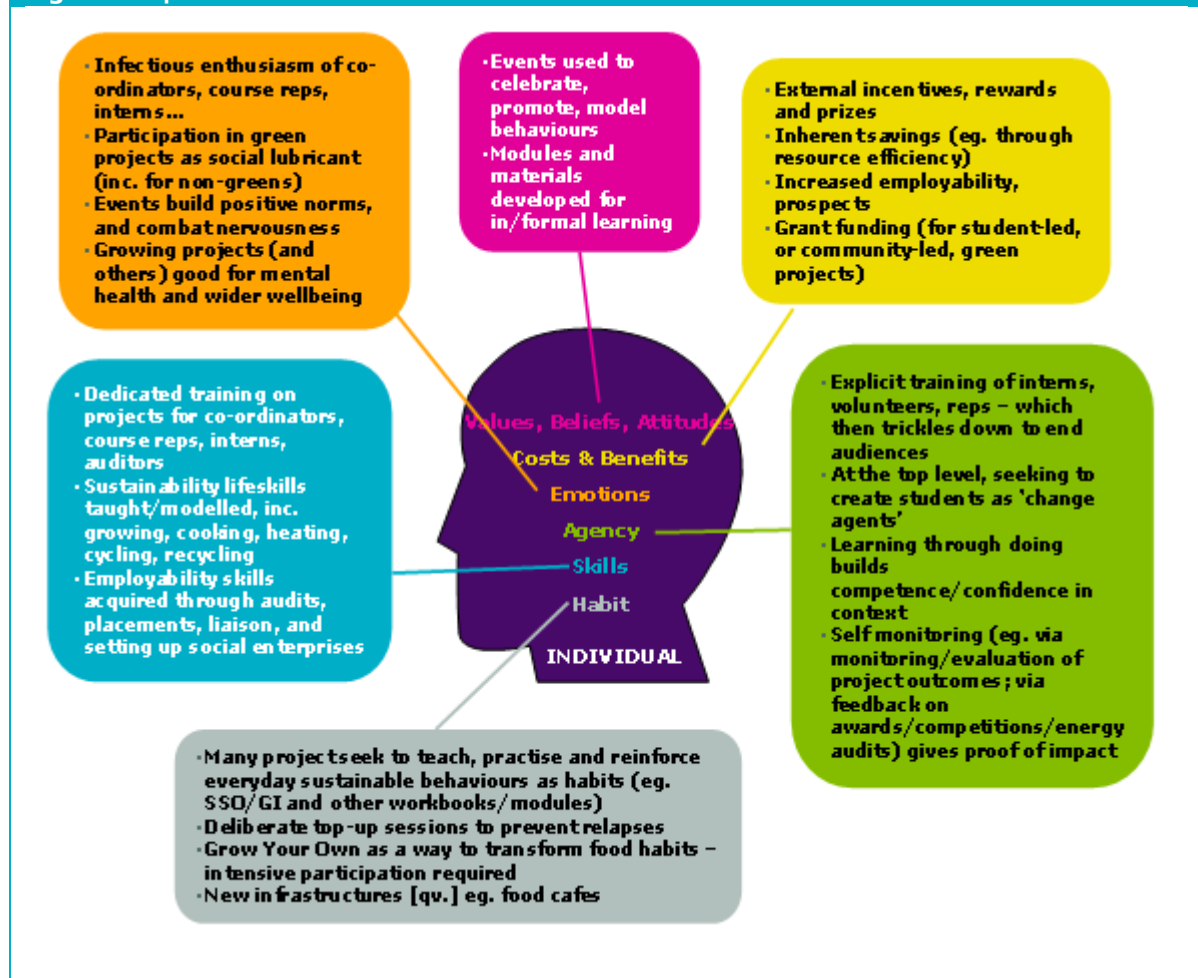 · Infectious enthusiasm of co-
ordinators, course reps,
interns...
· Participation in green
projects as social lubricant
(inc. for non-greens)
· Events build positive norms,
and combat nervousness
· Growing projects (and
others) good for mental
health and wider wellbeing
· Events used to
celebrate,
promote, model
behaviours
· Modules and
materials
developed for
in/formal learning
· External incentives, rewards
and prizes
· Inherent savings (eg. through
resource efficiency)
· Increased employability,
prospects
· Grant funding (for student-led,
or community-led, green
projects)
· Dedicated training on
projects for co-ordinators,
course reps, interns,
auditors
· Sustainability lifeskills
taught/modelled, inc.
growing, cooking, heating,
cycling, recycling
· Employability skills
acquired through audits,
placements, liaison, and
setting up social enterprises
Values, Beliefs, Attitudes
Costs & Benefits
Emotions
Agency
Skills
Habit
INDIVIDUAL
· Explicit training of interns,
volunteers, reps – which
then trickles down to end
audiences
· At the top level, seeking to
create students as ‘change
agents’
· Learning through doing
builds
competence/confidence in
context
· Self monitoring (eg. via
monitoring/evaluation of
project outcomes; via
feedback on
awards/competitions/energy
audits) gives proof of impact
· Many projects seek to teach, practise and reinforce
everyday sustainable behaviours as habits (eg.
SSO/GI and other workbooks/modules)
· Deliberate top-up sessions to prevent relapses
· Grow Your Own as a way to transform food habits –
intensive participation required
· New infrastructures [qv.] eg. food cafes